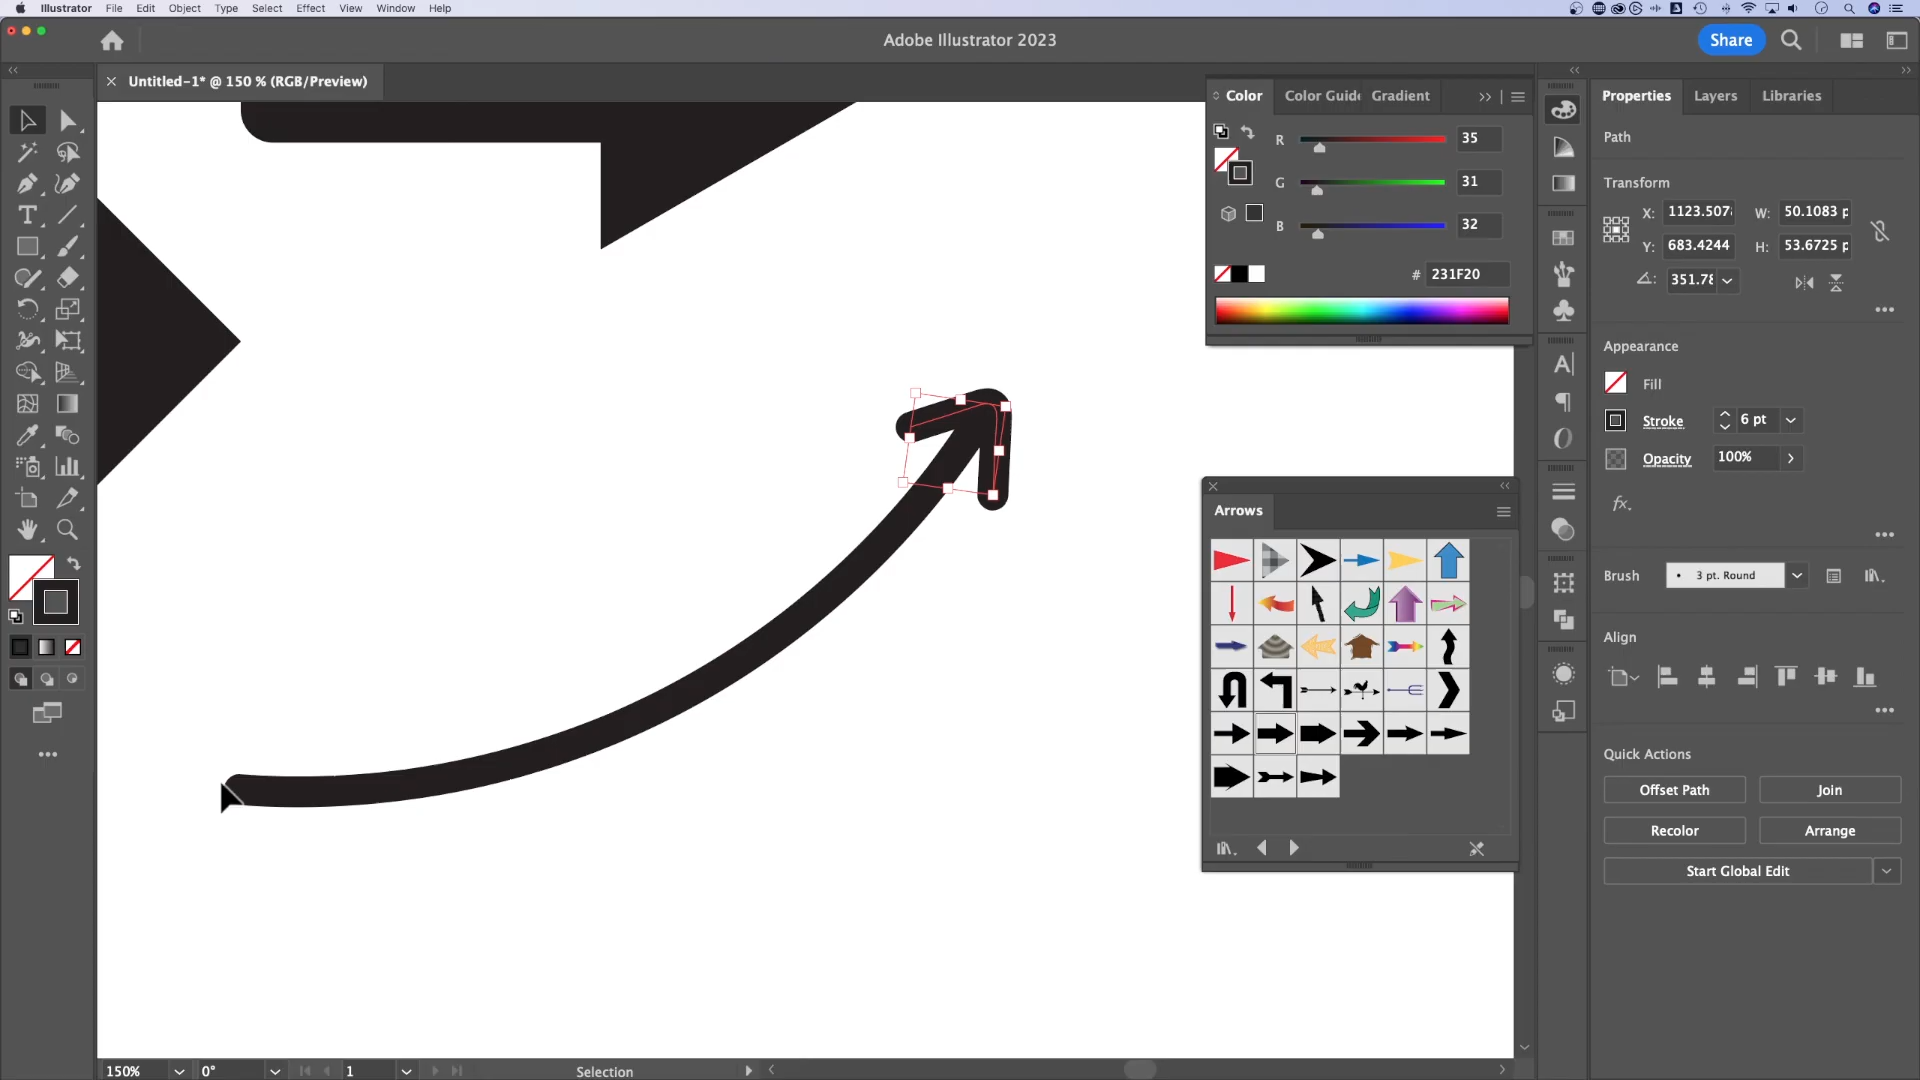 Illustrator File Edit Object Type Select Effect View Window Help
Adobe Illustrator 2023
Share
Untitled-1* @ 150 % (RGB/Preview)
Color Color Guide Gradient
R 35
G 31
B 32
# 231F20
Properties Layers Libraries
Path
Transform
X: 1123.507 W: 50.1083 p
Y: 683.4244 H: 53.6725 p
351.78
Appearance
Fill
Stroke 6 pt
Opacity 100%
fx
Brush 3 pt. Round
Align
Quick Actions
Offset Path Join
Recolor Arrange
Start Global Edit
Arrows
150% 0° 1 Selection